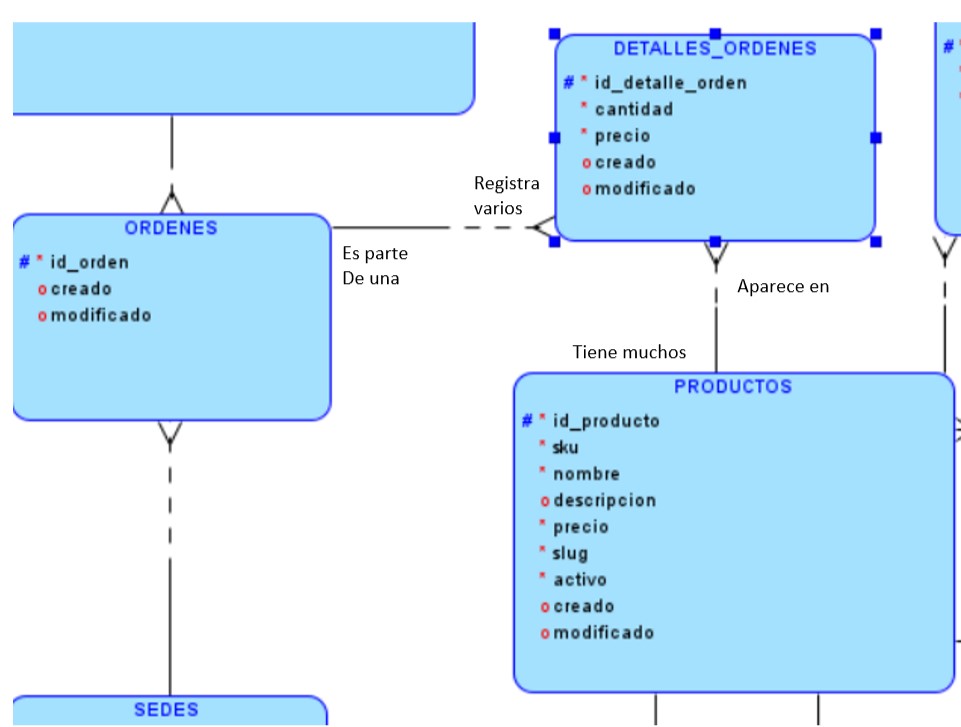 DETALLES_ORDENES
# * id_detalle_orden
* cantidad
* precio
o creado
o modificado
#*
*
*
Registra
varios
Es parte
De una
ORDENES
# * id_orden
o creado
o modificado
Aparece en
Tiene muchos
PRODUCTOS
# * id_producto
* sku
* nombre
o descripcion
* precio
* slug
* activo
o creado
o modificado
SEDES